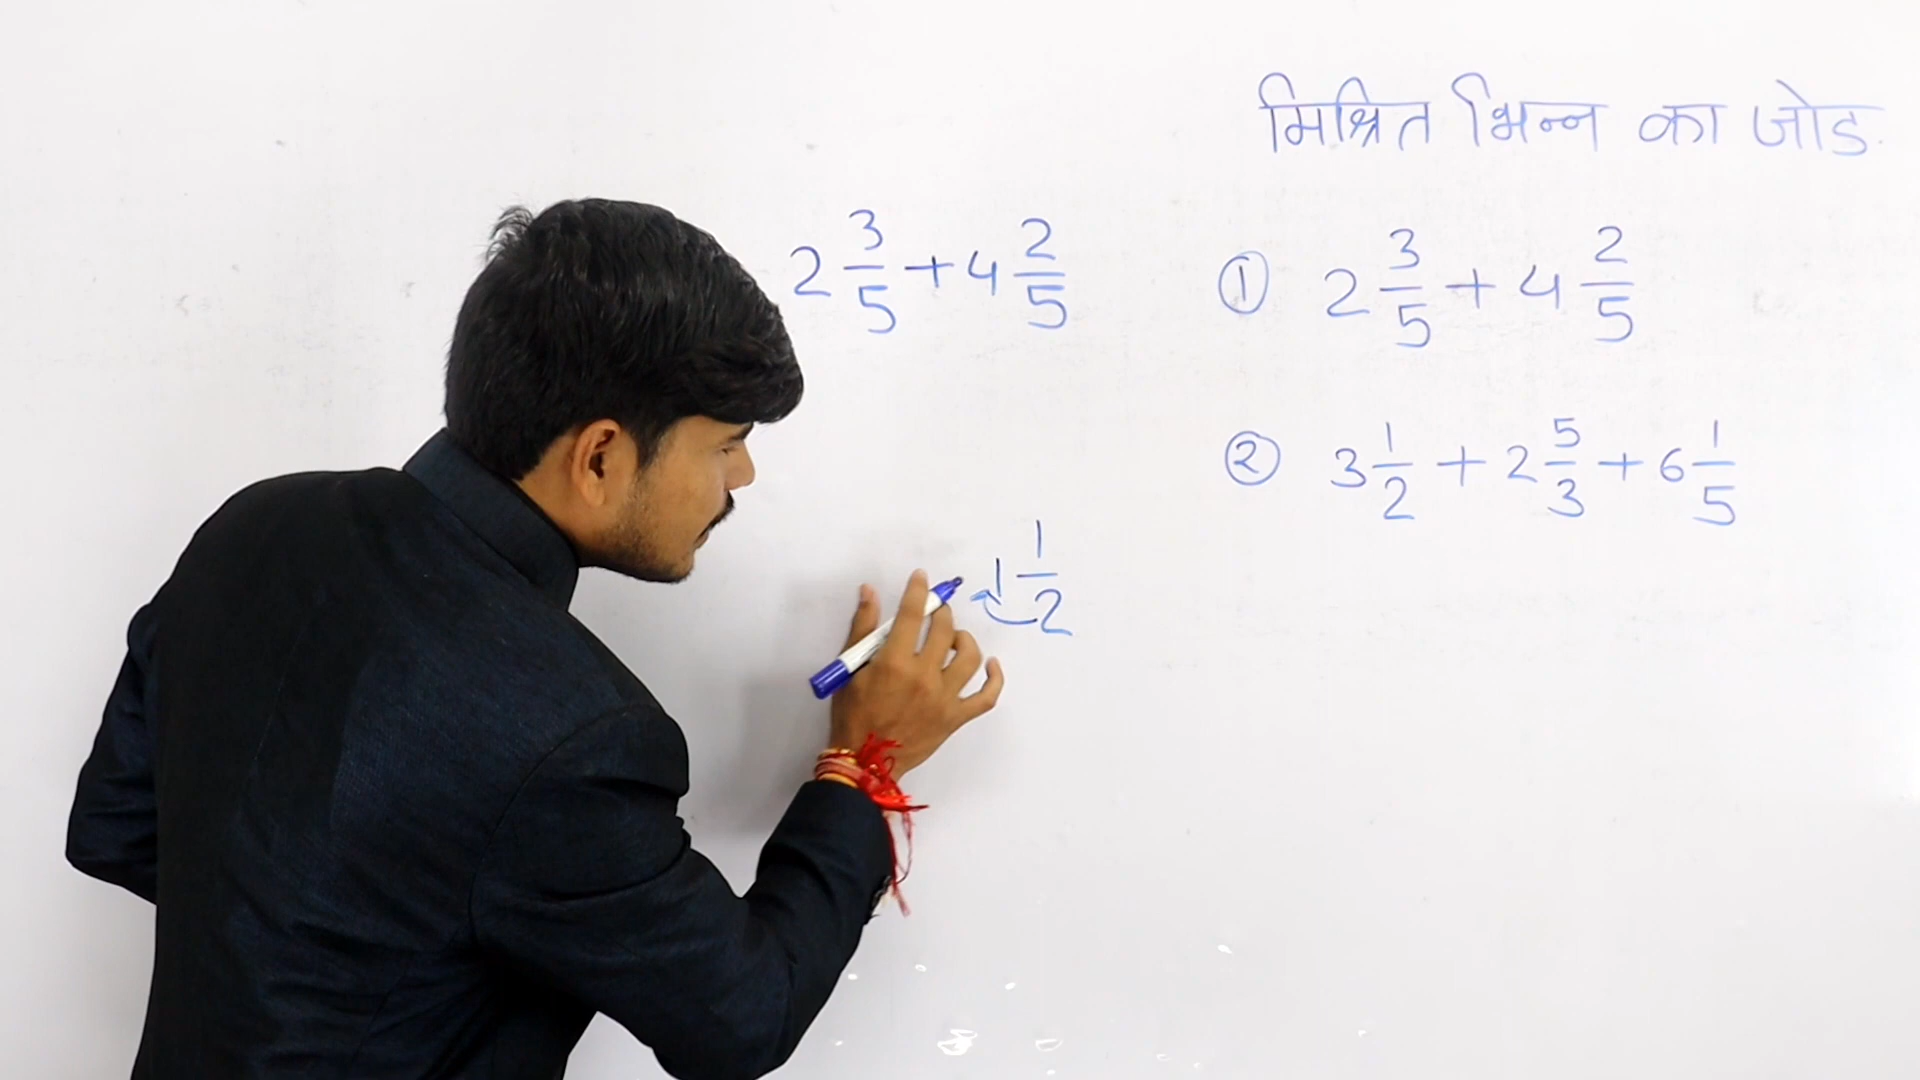 मिश्रित भिन्न का जोड
2 3/5 + 4 2/5
① 2 3/5 + 4 2/5
② 3 1/2 + 2 5/3 + 6 1/5
1 1/2